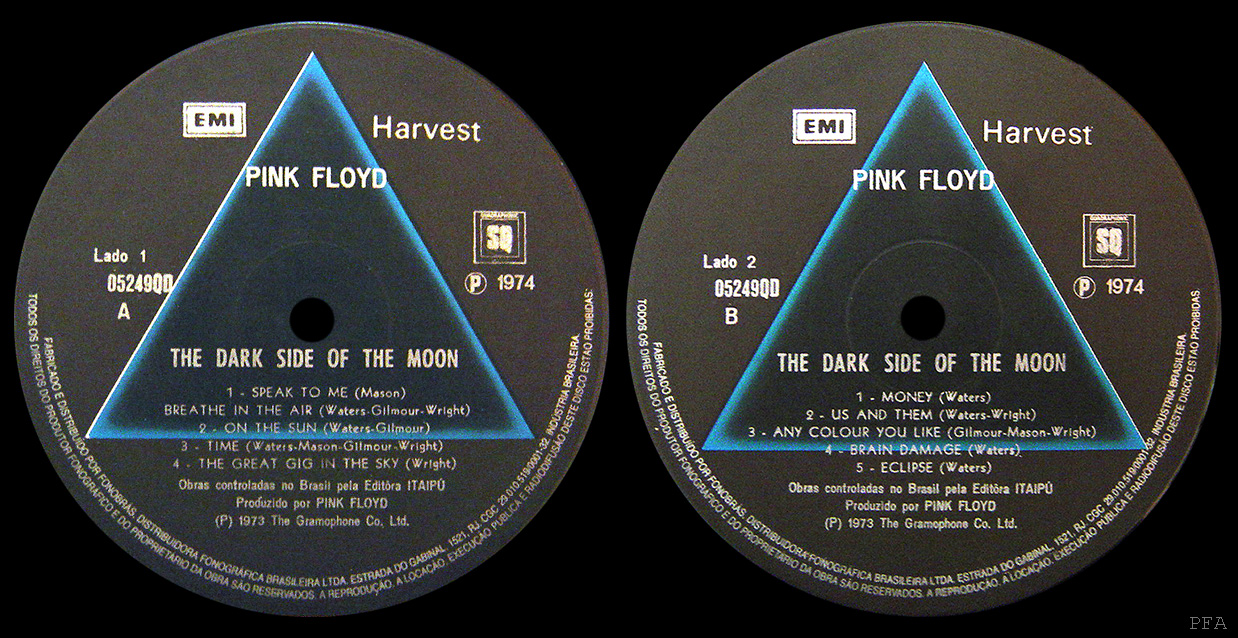 EMI
Harvest
PINK FLOYD
QUADRAPHONIC
SQ
Lado 1
05249QD
Ⓟ 1974
A
THE DARK SIDE OF THE MOON
1 - SPEAK TO ME (Mason)
BREATHE IN THE AIR (Waters-Gilmour-Wright)
2 - ON THE SUN (Waters-Gilmour)
3 - TIME (Waters-Mason-Gilmour-Wright)
4 - THE GREAT GIG IN THE SKY (Wright)
Obras controladas no Brasil pela Editôra ITAIPÚ
Produzido por PINK FLOYD
(P) 1973 The Gramophone Co. Ltd.
FABRICADO E DISTRIBUIDO POR FONOBRAS, DISTRIBUIDORA FONOGRÁFICA BRASILEIRA LTDA. ESTRADA DO GABINAL, 1521, RJ. CGC 29.010.519/0001-32. INDUSTRIA BRASILEIRA.
TODOS OS DIREITOS DO PRODUTOR FONOGRÁFICO E DO PROPRIETARIO DA OBRA SÃO RESERVADOS. A REPRODUÇÃO, A LOCAÇÃO, EXECUÇÃO PUBLICA E RADIODIFUSÃO DESTE DISCO ESTAO PROIBIDAS.
EMI
Harvest
PINK FLOYD
QUADRAPHONIC
SQ
Lado 2
05249QD
Ⓟ 1974
B
THE DARK SIDE OF THE MOON
1 - MONEY (Waters)
2 - US AND THEM (Waters-Wright)
3 - ANY COLOUR YOU LIKE (Gilmour-Mason-Wright)
4 - BRAIN DAMAGE (Waters)
5 - ECLIPSE (Waters)
Obras controladas no Brasil pela Editôra ITAIPÚ
Produzido por PINK FLOYD
(P) 1973 The Gramophone Co. Ltd.
FABRICADO E DISTRIBUIDO POR FONOBRAS, DISTRIBUIDORA FONOGRÁFICA BRASILEIRA LTDA. ESTRADA DO GABINAL, 1521, RJ. CGC 29.010.519/0001-32. INDUSTRIA BRASILEIRA.
TODOS OS DIREITOS DO PRODUTOR FONOGRÁFICO E DO PROPRIETARIO DA OBRA SÃO RESERVADOS. A REPRODUÇÃO, A LOCAÇÃO, EXECUÇÃO PUBLICA E RADIODIFUSÃO DESTE DISCO ESTAO PROIBIDAS.
PFA